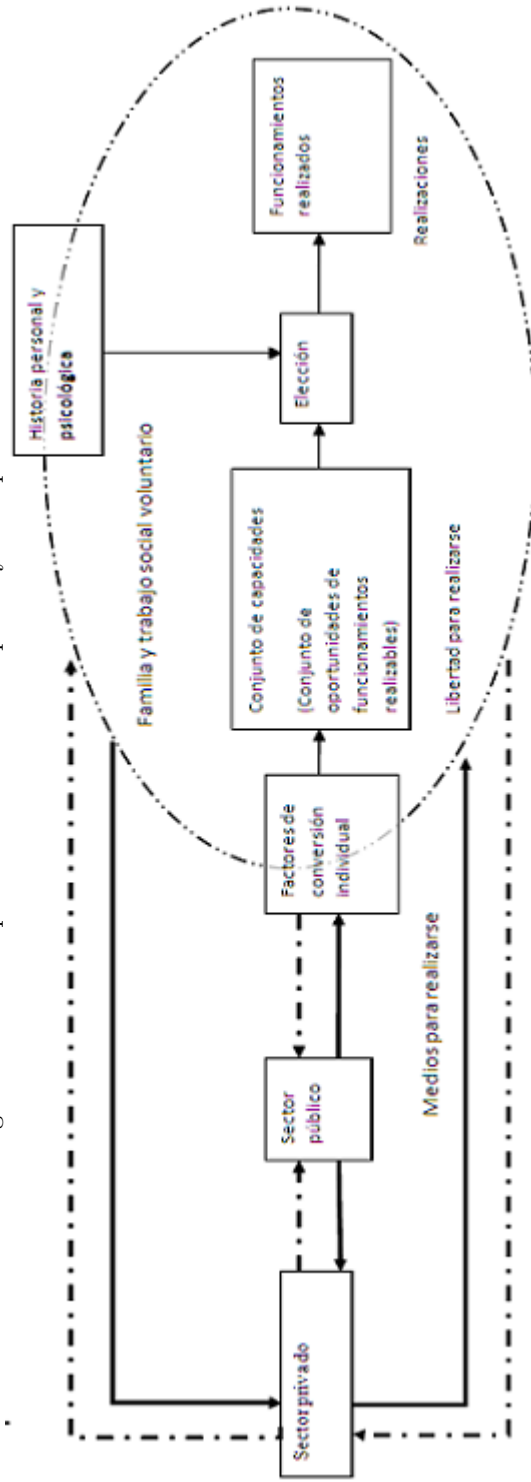 Historia personal y
psicológica
Familia y trabajo social voluntario
Sector privado
Sector
público
Factores de
conversión
individual
Conjunto de capacidades
(Conjunto de
oportunidades de
funcionamientos
realizables)
Elección
Funcionamientos
realizados
Medios para realizarse
Libertad para realizarse
Realizaciones